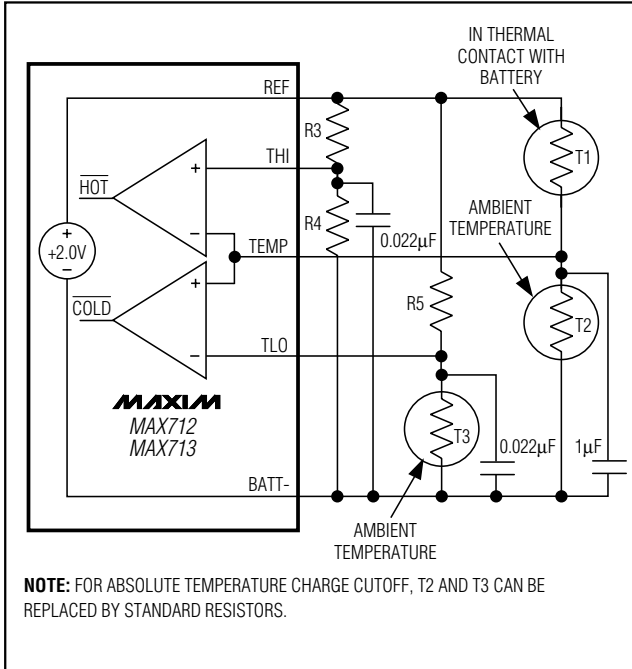 IN THERMAL
CONTACT WITH
BATTERY
REF
R3
T1
THI
HOT
+
−
R4
0.022µF
AMBIENT
TEMPERATURE
TEMP
+
+2.0V
−
COLD
+
−
R5
T2
TLO
MAXIM
MAX712
MAX713
T3
0.022µF
1µF
BATT-
AMBIENT
TEMPERATURE
NOTE: FOR ABSOLUTE TEMPERATURE CHARGE CUTOFF, T2 AND T3 CAN BE
REPLACED BY STANDARD RESISTORS.